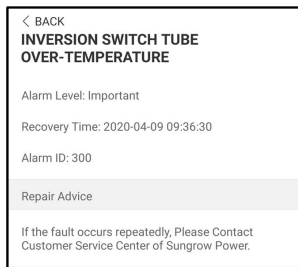 < BACK
INVERSION SWITCH TUBE
OVER-TEMPERATURE
Alarm Level: Important
Recovery Time: 2020-04-09 09:36:30
Alarm ID: 300
Repair Advice
If the fault occurs repeatedly, Please Contact
Customer Service Center of Sungrow Power.